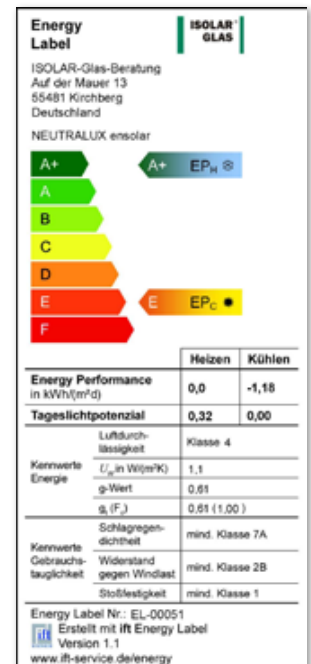 Energy
Label
ISOLAR
GLAS
ISOLAR-Glas-Beratung
Auf der Mauer 13
55481 Kirchberg
Deutschland
NEUTRALUX ensolar
A+
A+ EPH
A
B
C
D
E
E EPC
F
Heizen Kühlen
Energy Performance
in kWh/(m²d)
0,0 -1,18
Tageslichtpotenzial 0,32 0,00
Kennwerte
Energie
Luftdurch-
lässigkeit
Klasse 4
in W/(m²K) 1,1
g-Wert 0,61
0,61 (1,00 )
Kennwerte
Gebrauchs-
tauglichkeit
Schlagregen-
dichtheit
mind. Klasse 7A
Widerstand
gegen Windlast
mind. Klasse 2B
Stoßfestigkeit mind. Klasse 1
Energy Label Nr.: EL-00051
ift
Erstellt mit ift Energy Label
Version 1.1
www.ift-service.de/energy